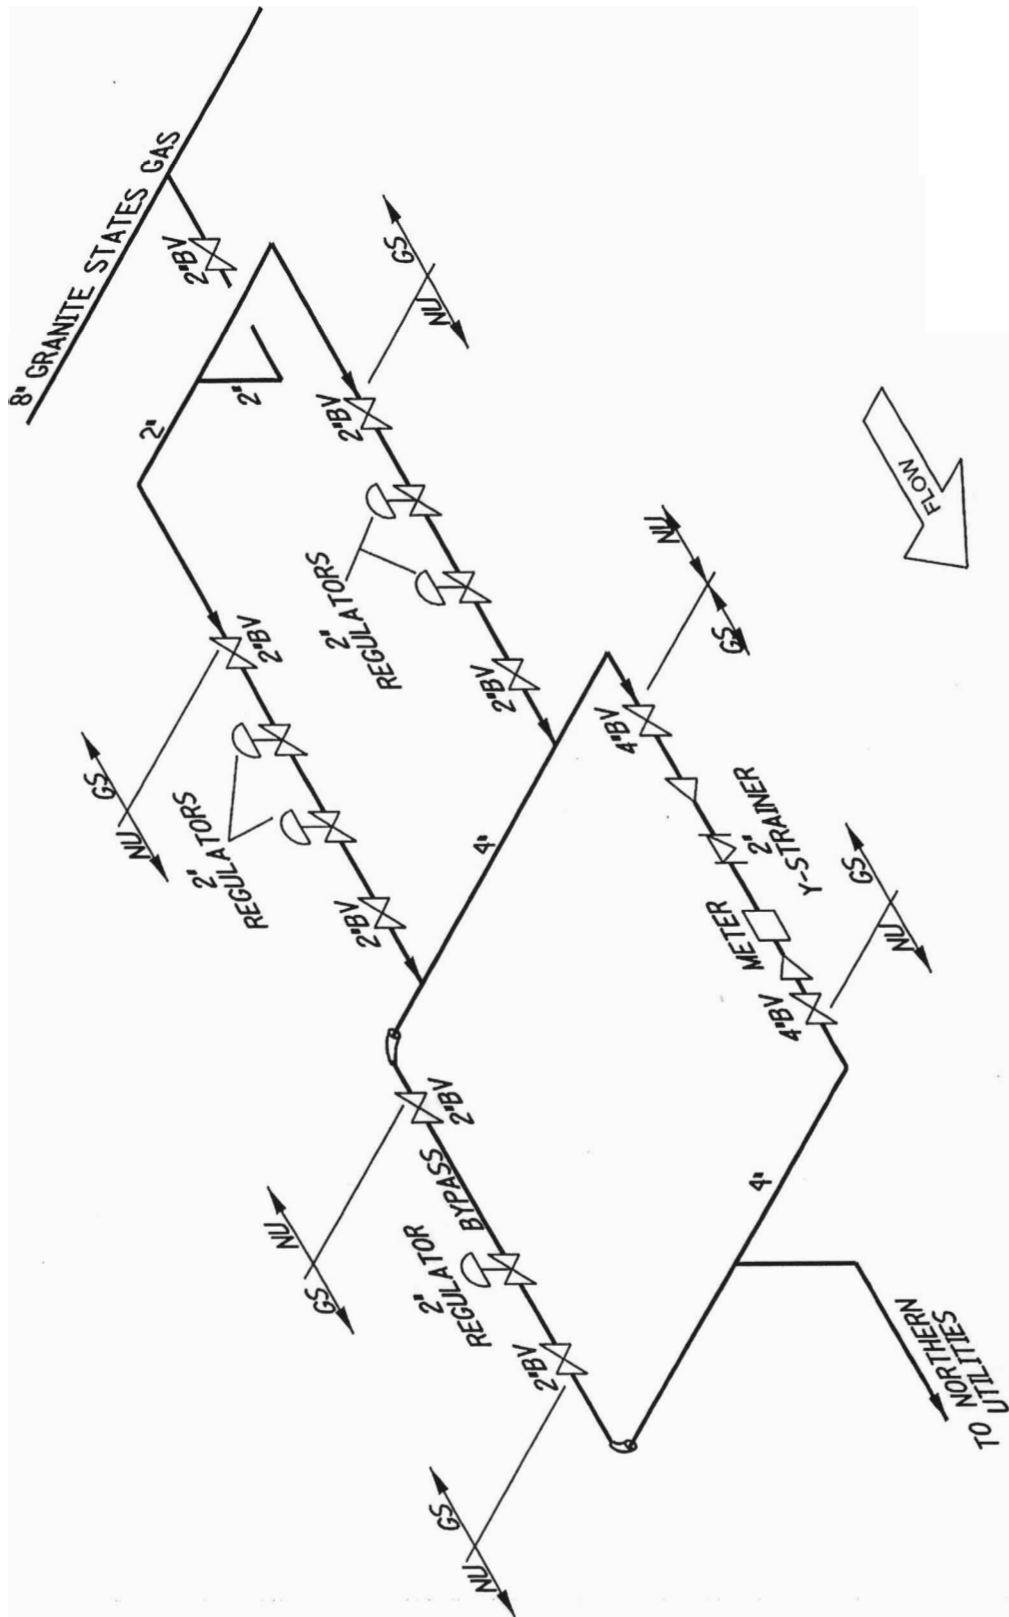 8" GRANITE STATES GAS
2"BV
2"
2"
GS
NU
2"BV
2"
REGULATORS
2"BV
GS
NU
2"BV
2"
REGULATORS
2"BV
FLOW
NU
GS
4"
4"BV
2"
Y-STRAINER
METER
4"BV
GS
NU
2"BV
NU
GS
BYPASS
2"
REGULATOR
2"BV
GS
NU
4"
TO NORTHERN
UTILITIES